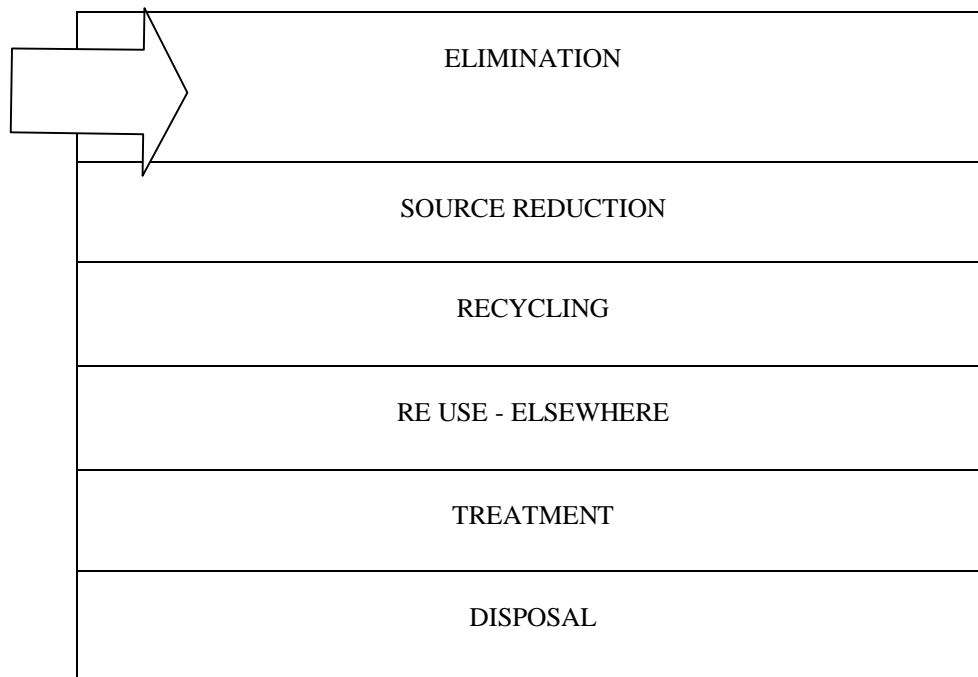 ELIMINATION
SOURCE REDUCTION
RECYCLING
RE USE - ELSEWHERE
TREATMENT
DISPOSAL